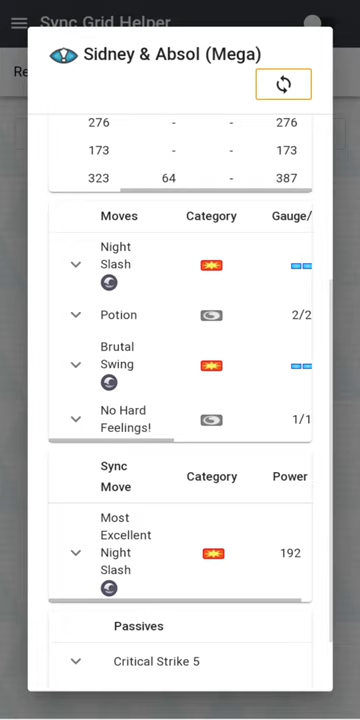 Sync Grid Helper
Re
Sidney & Absol (Mega)
276 - - 276
173 - - 173
323 64 - 387
Moves Category Gauge/
Night
Slash
Potion 2/2
Brutal
Swing
No Hard
Feelings! 1/1
Sync
Move Category Power
Most
Excellent
Night
Slash 192
Passives
Critical Strike 5